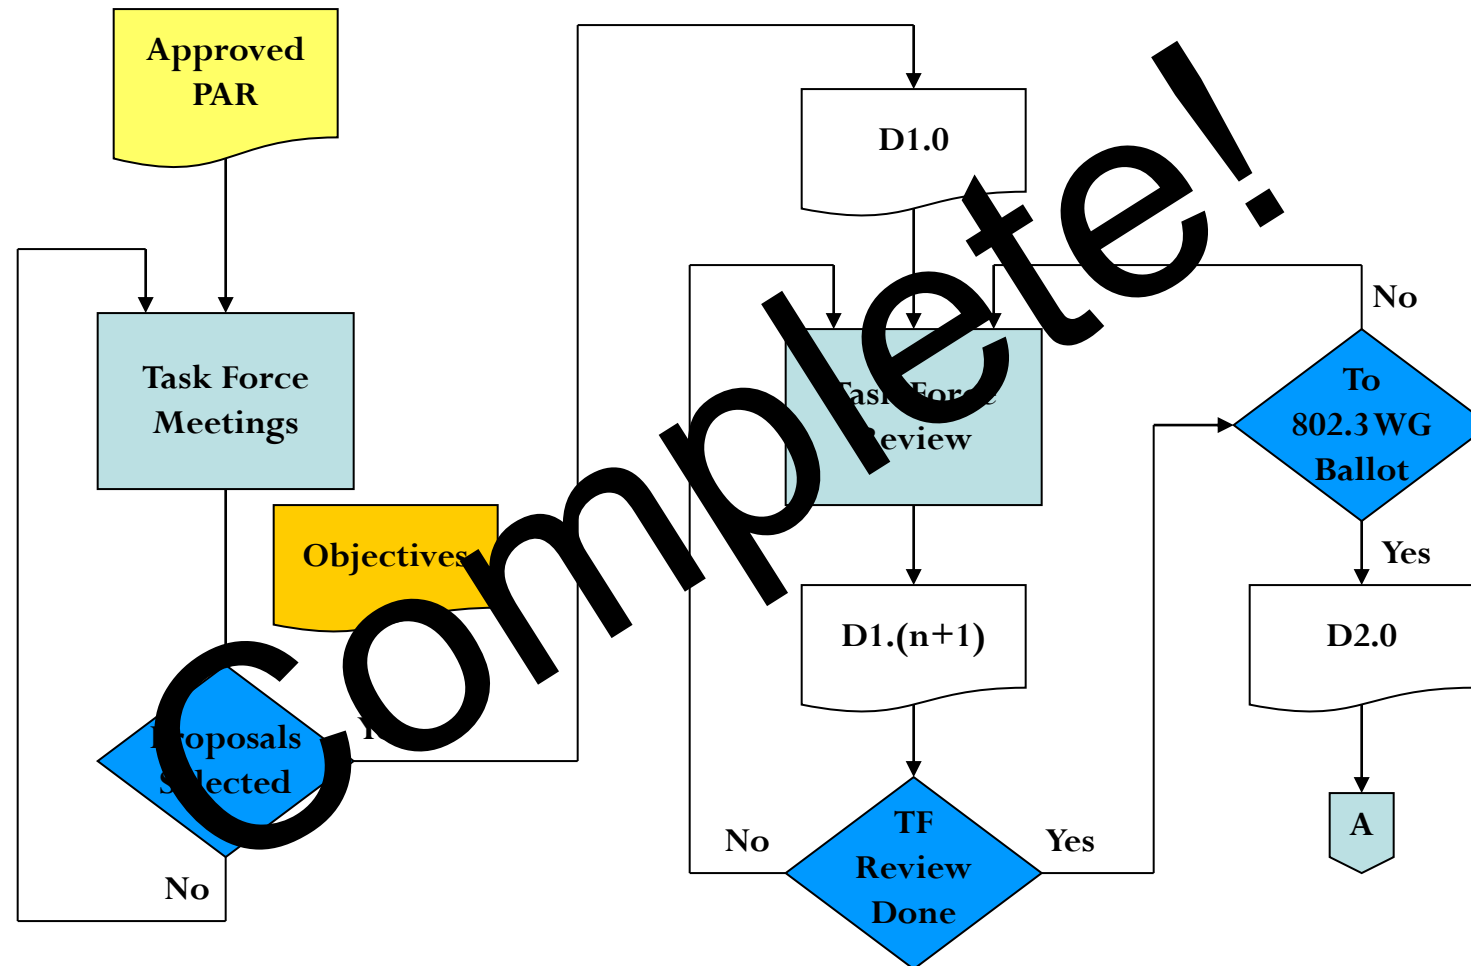 Approved
PAR
Task Force
Meetings
Objectives
Proposals
Selected
Yes
No
D1.0
Task Force
Review
D1.(n+1)
TF
Review
Done
No
Yes
To
802.3 WG
Ballot
No
Yes
D2.0
A
Complete!